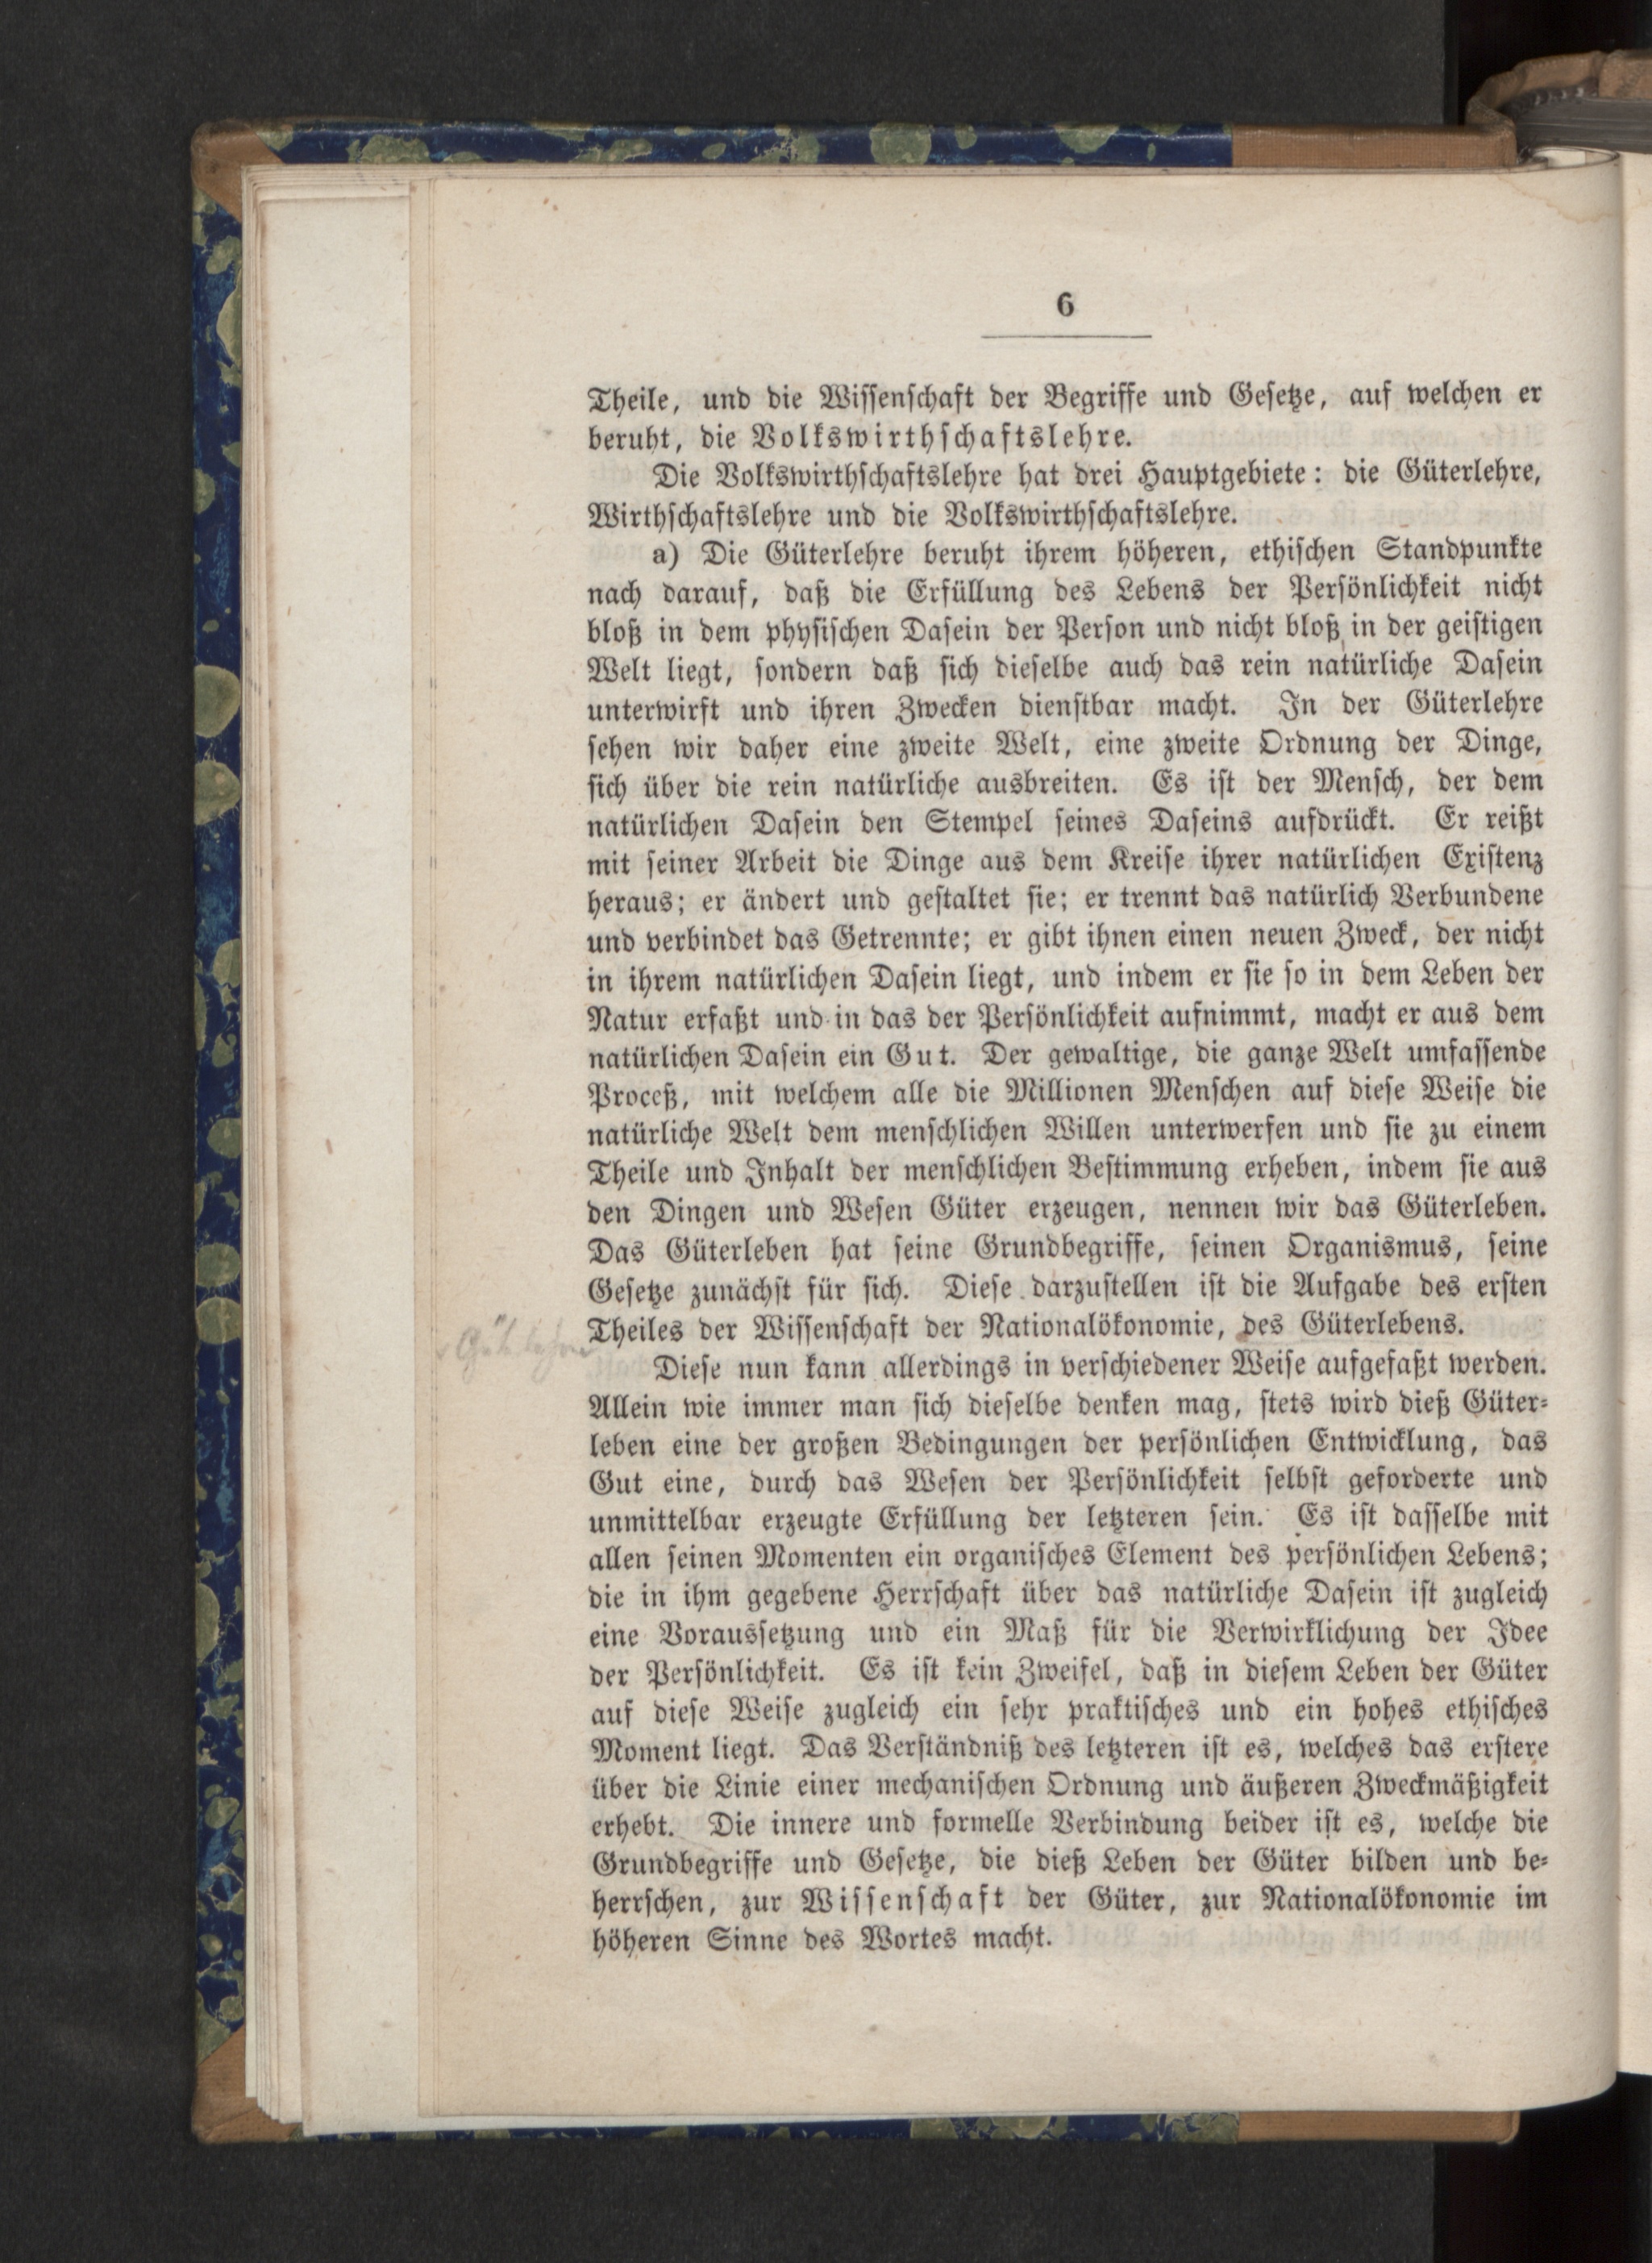 6
Theile, und die Wissenschaft der Begriffe und Gesetze, auf welchen er
beruht, die Volkswirthschaftslehre.
Die Volkswirthschaftslehre hat drei Hauptgebiete: die Güterlehre,
Wirthschaftslehre und die Volkswirthschaftslehre.
a) Die Güterlehre beruht ihrem höheren, ethischen Standpunkte
nach darauf, daß die Erfüllung des Lebens der Persönlichkeit nicht
bloß in dem physischen Dasein der Person und nicht bloß in der geistigen
Welt liegt, sondern daß sich dieselbe auch das rein natürliche Dasein
unterwirft und ihren Zwecken dienstbar macht. In der Güterlehre
sehen wir daher eine zweite Welt, eine zweite Ordnung der Dinge,
sich über die rein natürliche ausbreiten. Es ist der Mensch, der dem
natürlichen Dasein den Stempel seines Daseins aufdrückt. Er reißt
mit seiner Arbeit die Dinge aus dem Kreise ihrer natürlichen Existenz
heraus; er ändert und gestaltet sie; er trennt das natürlich Verbundene
und verbindet das Getrennte; er gibt ihnen einen neuen Zweck, der nicht
in ihrem natürlichen Dasein liegt, und indem er sie so in dem Leben der
Natur erfaßt und in das der Persönlichkeit aufnimmt, macht er aus dem
natürlichen Dasein ein Gut. Der gewaltige, die ganze Welt umfassende
Proceß, mit welchem alle die Millionen Menschen auf diese Weise die
natürliche Welt dem menschlichen Willen unterwerfen und sie zu einem
Theile und Inhalt der menschlichen Bestimmung erheben, indem sie aus
den Dingen und Wesen Güter erzeugen, nennen wir das Güterleben.
Das Güterleben hat seine Grundbegriffe, seinen Organismus, seine
Gesetze zunächst für sich. Diese darzustellen ist die Aufgabe des ersten
Theiles der Wissenschaft der Nationalökonomie, des Güterlebens.
Diese nun kann allerdings in verschiedener Weise aufgefaßt werden.
Allein wie immer man sich dieselbe denken mag, stets wird dieß Güter-
leben eine der großen Bedingungen der persönlichen Entwicklung, das
Gut eine, durch das Wesen der Persönlichkeit selbst geforderte und
unmittelbar erzeugte Erfüllung der letzteren sein. Es ist dasselbe mit
allen seinen Momenten ein organisches Element des persönlichen Lebens;
die in ihm gegebene Herrschaft über das natürliche Dasein ist zugleich
eine Voraussetzung und ein Maß für die Verwirklichung der Idee
der Persönlichkeit. Es ist kein Zweifel, daß in diesem Leben der Güter
auf diese Weise zugleich ein sehr praktisches und ein hohes ethisches
Moment liegt. Das Verständniß des letzteren ist es, welches das erstere
über die Linie einer mechanischen Ordnung und äußeren Zweckmäßigkeit
erhebt. Die innere und formelle Verbindung beider ist es, welche die
Grundbegriffe und Gesetze, die dieß Leben der Güter bilden und be-
herrschen, zur Wissenschaft der Güter, zur Nationalökonomie im
höheren Sinne des Wortes macht.